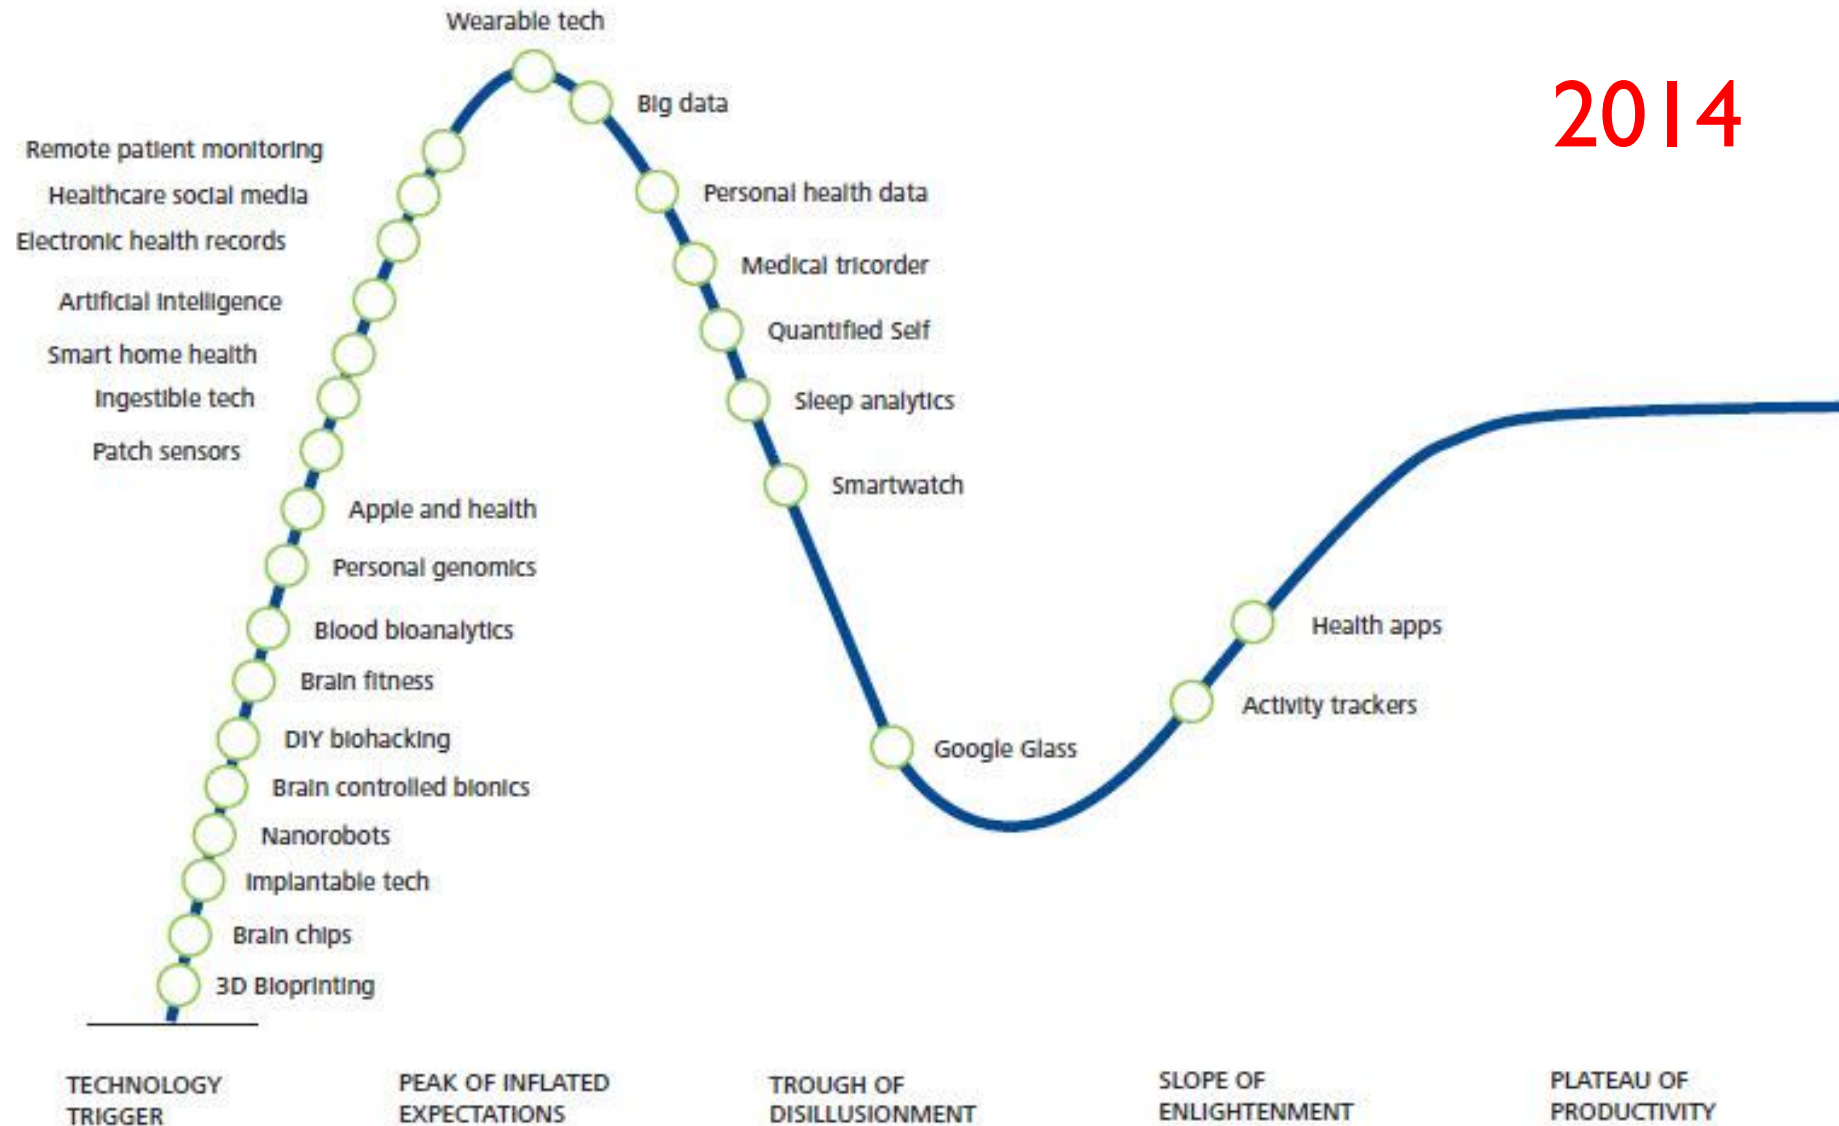 Wearable tech
Big data
2014
Remote patient monitoring
Healthcare social media
Personal health data
Electronic health records
Medical tricorder
Artificial intelligence
Quantified Self
Smart home health
Ingestible tech
Sleep analytics
Patch sensors
Smartwatch
Apple and health
Personal genomics
Blood bioanalytics
Health apps
Brain fitness
Activity trackers
DIY biohacking
Google Glass
Brain controlled bionics
Nanorobots
Implantable tech
Brain chips
3D Bioprinting
TECHNOLOGY
TRIGGER
PEAK OF INFLATED
EXPECTATIONS
TROUGH OF
DISILLUSIONMENT
SLOPE OF
ENLIGHTENMENT
PLATEAU OF
PRODUCTIVITY